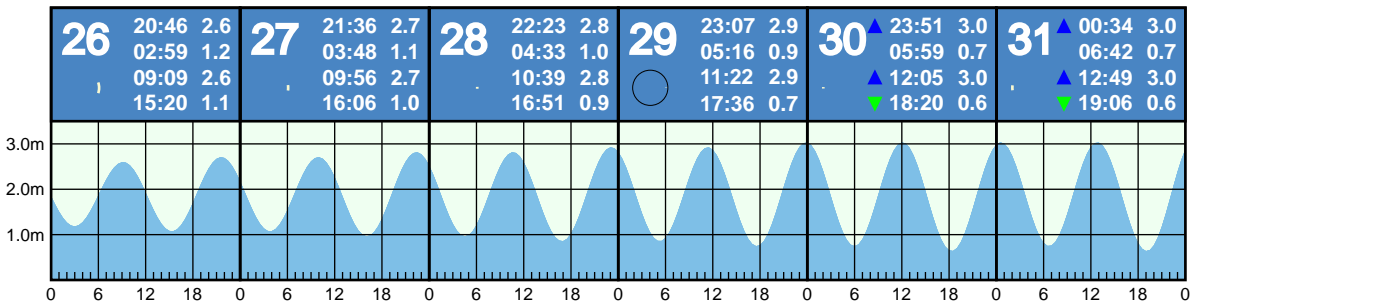 26 20:46 2.6
02:59 1.2
09:09 2.6
15:20 1.1
27 21:36 2.7
03:48 1.1
09:56 2.7
16:06 1.0
28 22:23 2.8
04:33 1.0
10:39 2.8
16:51 0.9
29 23:07 2.9
05:16 0.9
11:22 2.9
17:36 0.7
30 ▲ 23:51 3.0
05:59 0.7
▲ 12:05 3.0
▼ 18:20 0.6
31 ▲ 00:34 3.0
06:42 0.7
▲ 12:49 3.0
▼ 19:06 0.6
3.0m
2.0m
1.0m
0 6 12 18 0 6 12 18 0 6 12 18 0 6 12 18 0 6 12 18 0 6 12 18 0